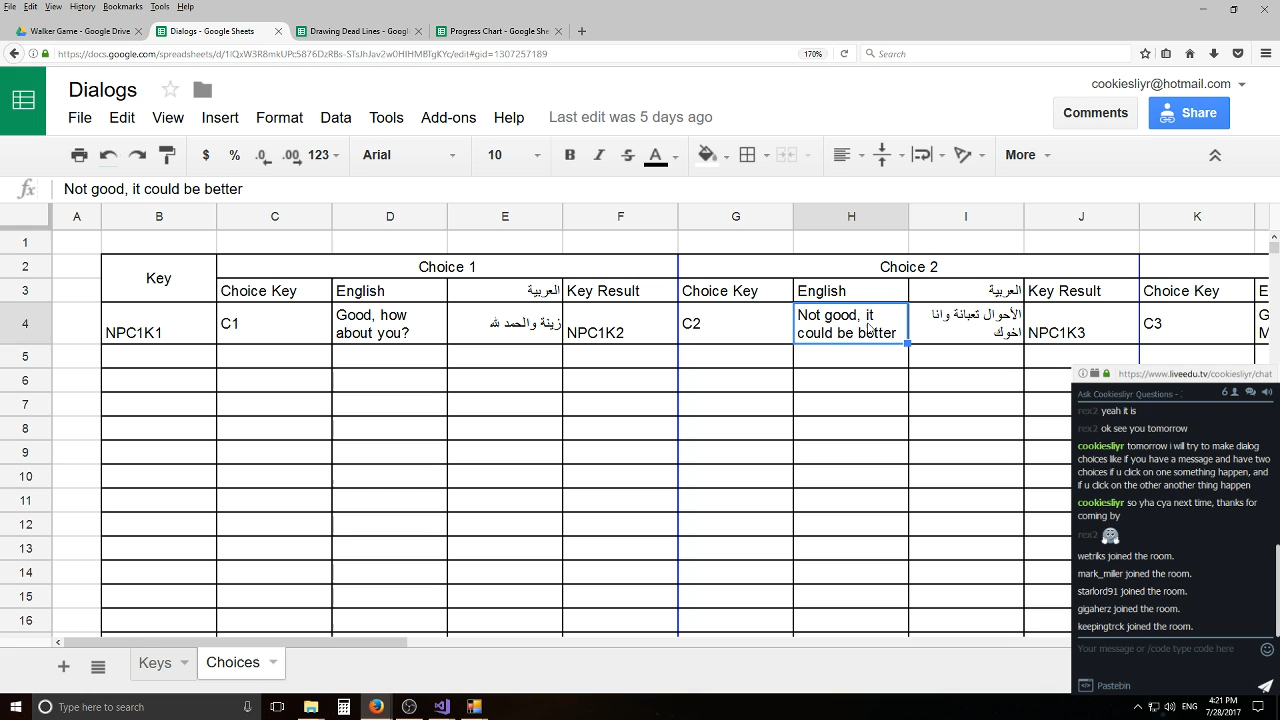 File Edit View History Bookmarks Tools Help
Walker Game - Google Drive
Dialogs - Google Sheets
Drawing Dead Lines - Google
Progress Chart - Google She
https://docs.google.com/spreadsheets/d/1IQxW3R8mkUPc5876DzRBs-STsJhJav2w0HIHMBTgKYc/edit#gid=1307257189
170%
Search
Dialogs
cookiesliyr@hotmail.com
File Edit View Insert Format Data Tools Add-ons Help Last edit was 5 days ago
Comments
Share
$ % .0 .00 123 Arial 10 B I S A More
fx Not good, it could be better
A B C D E F G H I J K
1
2 Key Choice 1 Choice 2
3 Choice Key English العربية Key Result Choice Key English العربية Key Result Choice Key E
4 NPC1K1 C1 Good, how about you? زينة والحمد لله NPC1K2 C2 Not good, it could be better الأحوال تعبانة وانا اخوك NPC1K3 C3 G M
5
6
7
8
9
10
11
12
13
14
15
16
https://www.liveedu.tv/cookiesliyr/chat
Ask Cookiesliyr Questions - 6
rex2 yeah it is
rex2 ok see you tomorrow
cookiesliyr tomorrow i will try to make dialog
choices like if you have a message and have two
choices if u click on one something happen, and
if u click on the other another thing happen
cookiesliyr so yha cya next time, thanks for
coming by
rex2
wetriks joined the room.
mark_miller joined the room.
starlord91 joined the room.
gigaherz joined the room.
keepingtrck joined the room.
Your message or /code type code here
Pastebin
Keys Choices
Type here to search
ENG
4:21 PM
7/28/2017